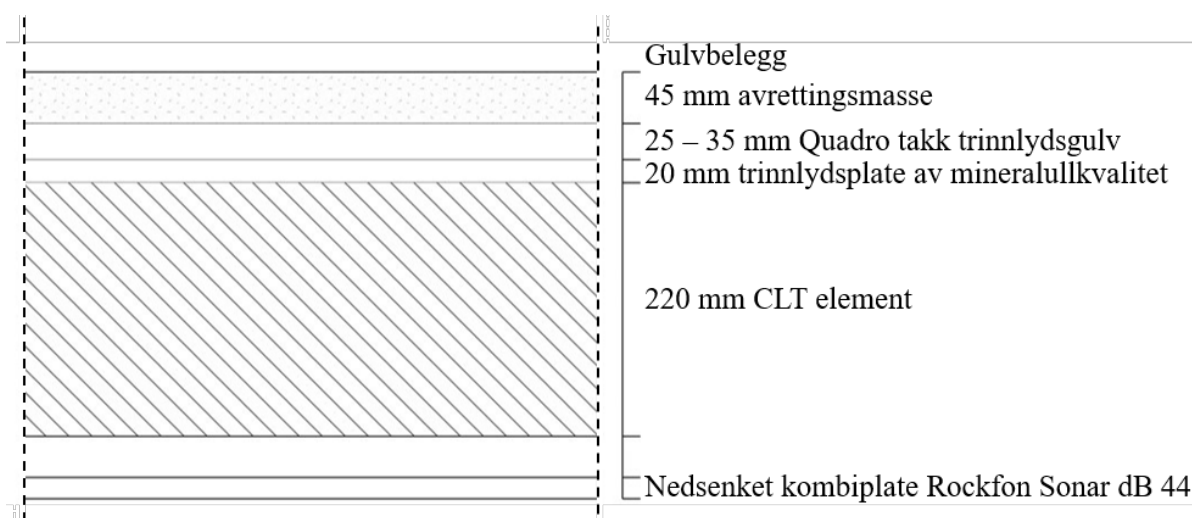 Gulvbelegg
45 mm avrettingsmasse
25 – 35 mm Quadro takk trinnlydsgulv
20 mm trinnlydsplate av mineralullkvalitet
220 mm CLT element
Nedsenket kombiplate Rockfon Sonar dB 44